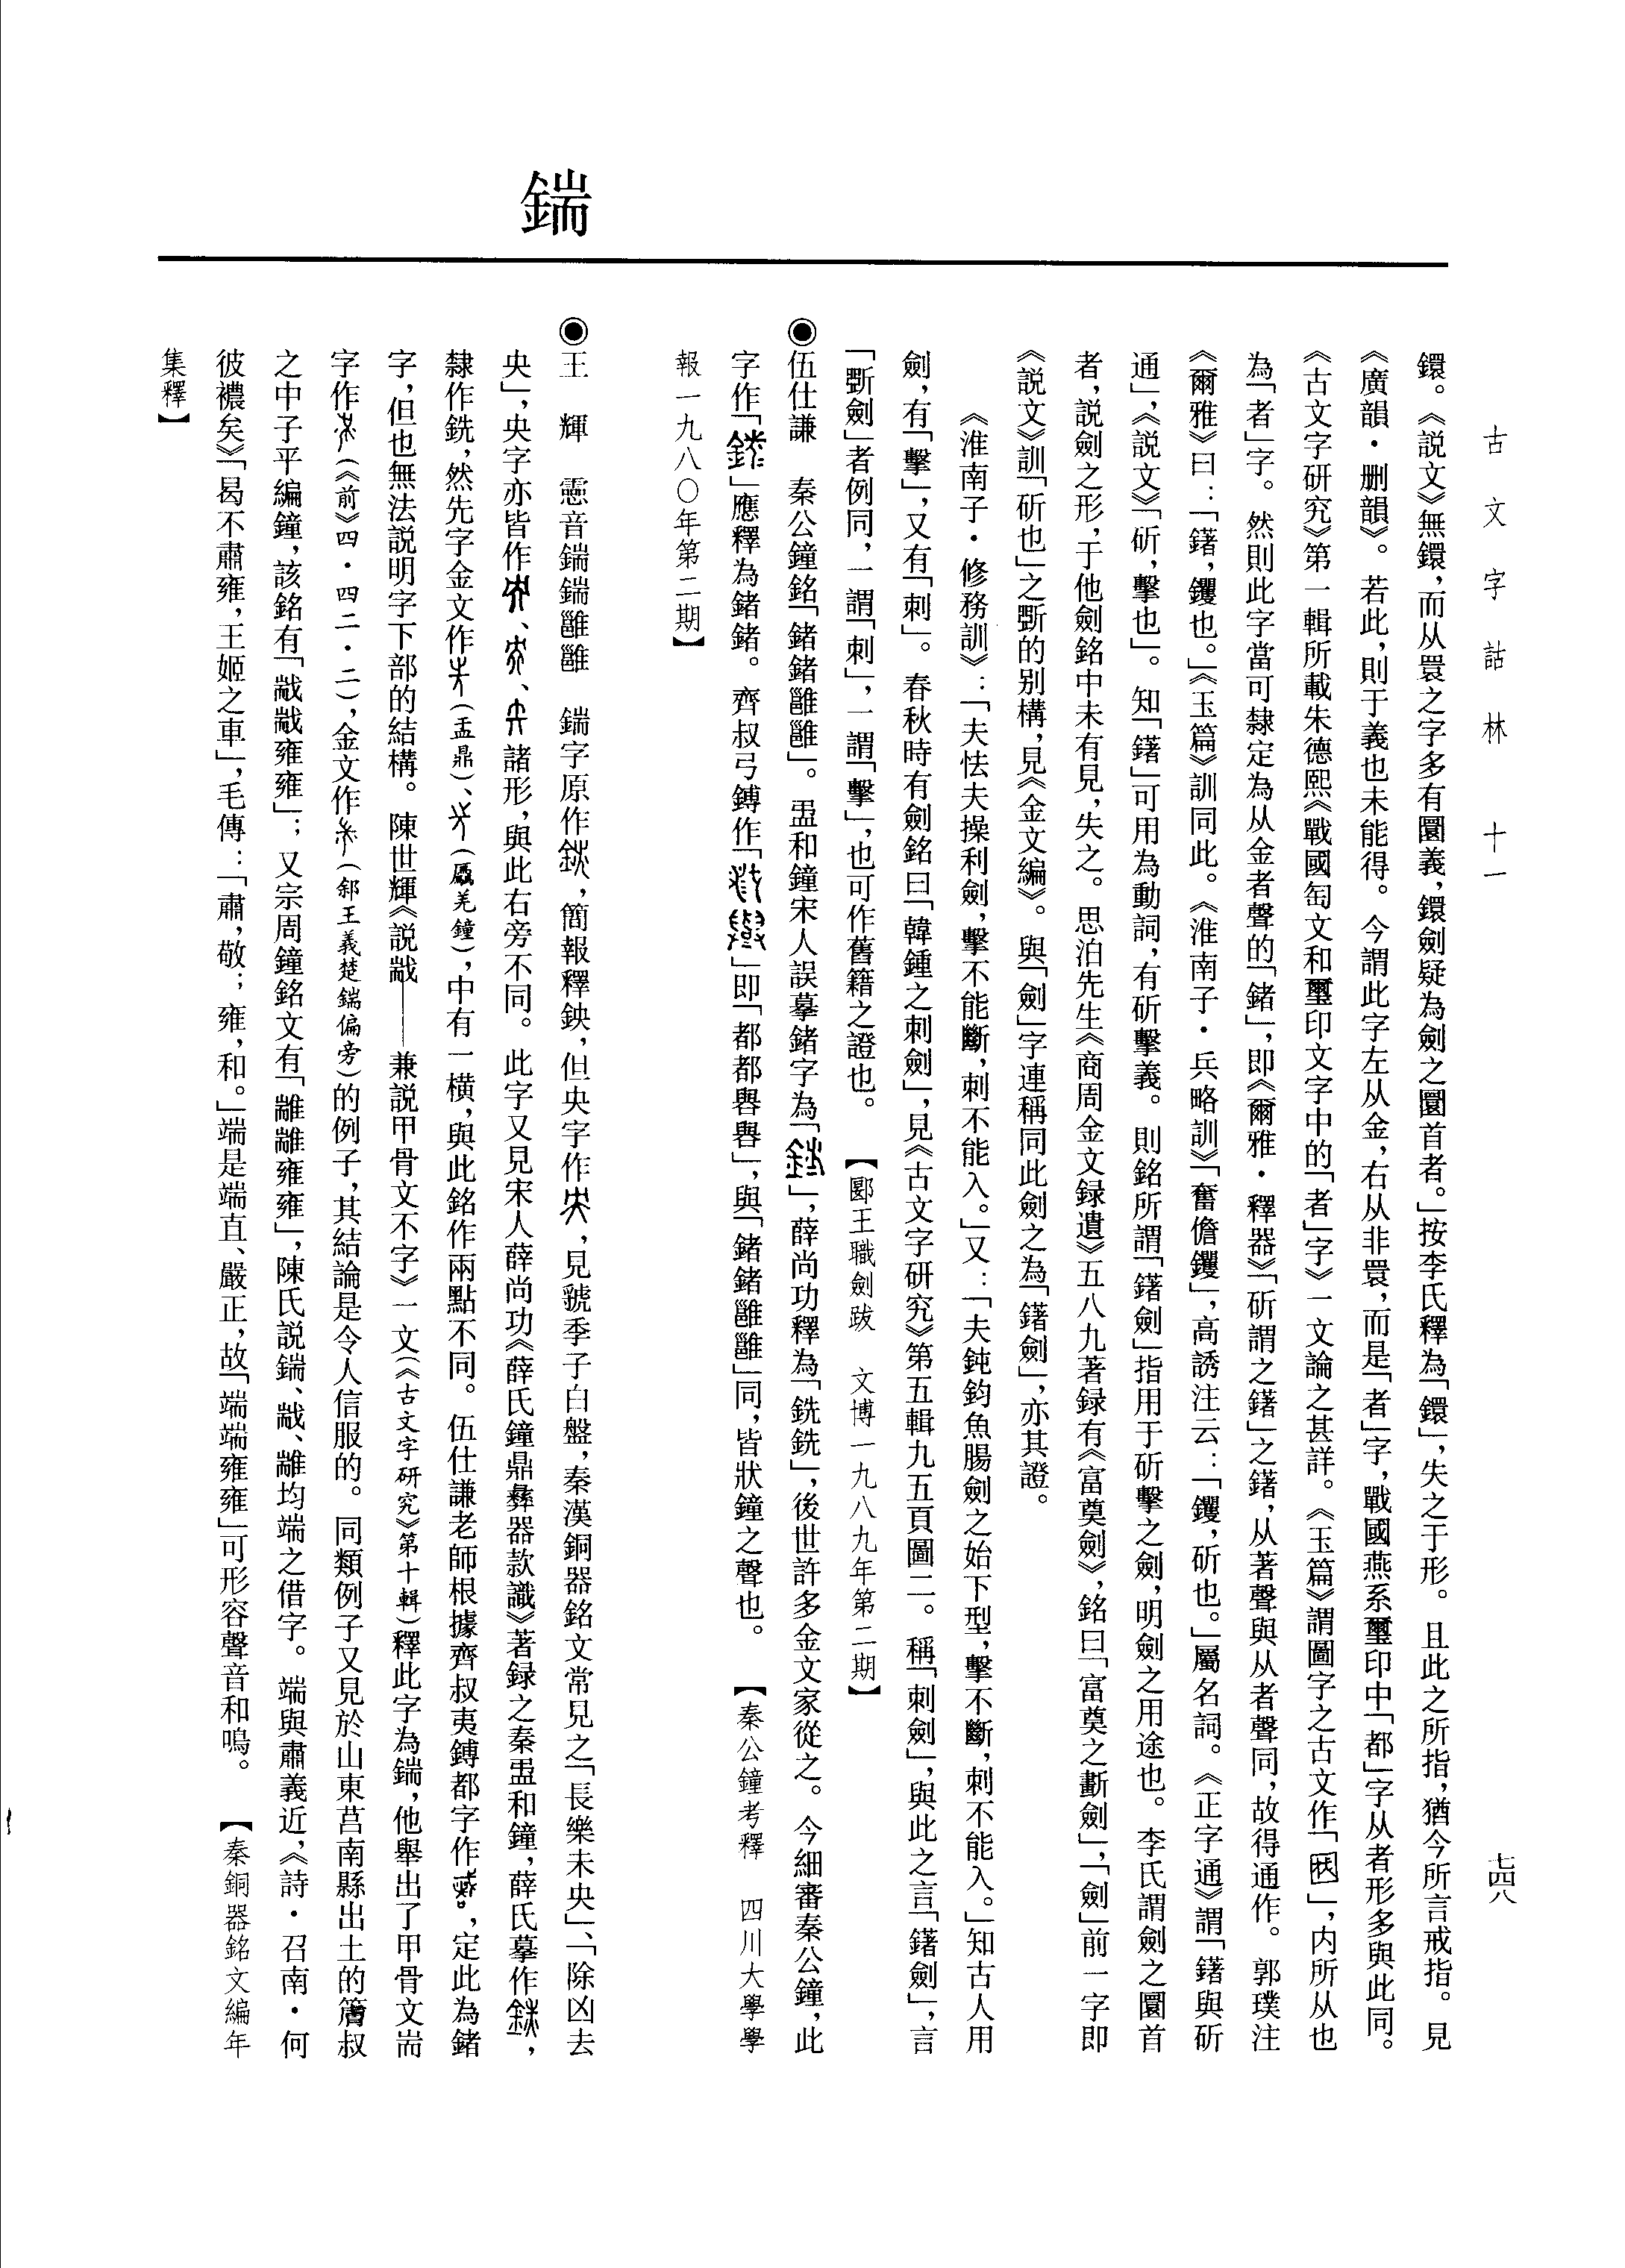 古文字詁林 十一
七四八
鍴
鐶。《説文》無鐶,而从睘之字多有圜義,鐶劍疑為劍之圜首者。」按李氏釋為「鐶」,失之于形。且此之所指,猶今所言戒指。見
《廣韻·删韻》。若此,則于義也未能得。今謂此字左从金,右从非睘,而是「者」字,戰國燕系璽印中「都」字从者形多與此同。
《古文字研究》第一輯所載朱德熙《戰國匋文和璽印文字中的「者」字》一文論之甚詳。《玉篇》謂圖字之古文作「」,内所从也
為「者」字。然則此字當可隸定為从金者聲的「鍺」,即《爾雅·釋器》「斫謂之鐯」之鐯,从著聲與从者聲同,故得通作。郭璞注
《爾雅》曰:「鐯,钁也。」《玉篇》訓同此。《淮南子·兵略訓》「奮儋钁」,高誘注云:「钁,斫也。」屬名詞。《正字通》謂「鐯與斫
通」,《説文》「斫,擊也」。知「鐯」可用為動詞,有斫擊義。則銘所謂「鐯劍」指用于斫擊之劍,明劍之用途也。李氏謂劍之圜首
者,説劍之形,于他劍銘中未有見,失之。思泊先生《商周金文録遺》五八九著録有《富奠劍》,銘曰「富奠之劃劍」,「劍」前一字即
《説文》訓「斫也」之斲的别構,見《金文編》。與「劍」字連稱同此劍之為「鐯劍」,亦其證。
《淮南子·修務訓》:「夫怯夫操利劍,擊不能斷,刺不能入。」又:「夫鈍鈞魚腸劍之始下型,擊不斷,刺不能入。」知古人用
劍,有「擊」,又有「刺」。春秋時有劍銘曰「韓鍾之刺劍」,見《古文字研究》第五輯九五頁圖二。稱「刺劍」,與此之言「鐯劍」,言
「斲劍」者例同,一謂「刺」,一謂「擊」,也可作舊籍之證也。 【郾王職劍跋 文博一九八九年第二期】
◉伍仕謙 秦公鐘銘「鍺鍺雝雝」。盄和鐘宋人誤摹鍺字為「」,薛尚功釋為「銑銑」,後世許多金文家從之。今細審秦公鐘,此
字作「」應釋為鍺鍺。齊叔弓鎛作「」即「都都譽譽」,與「鍺鍺雝雝」同,皆狀鐘之聲也。 【秦公鐘考釋 四川大學學
報一九八〇年第二期】
◉王 輝 音鍴鍴雝雝 鍴字原作,簡報釋鉠,但央字作,見虢季子白盤,秦漢銅器銘文常見之「長樂未央」、「除凶去
央」,央字亦皆作、、諸形,與此右旁不同。此字又見宋人薛尚功《薛氏鐘鼎彝器款識》著録之秦盄和鐘,薛氏摹作,
隸作銑,然先字金文作(盂鼎)、(羌鐘),中有一横,與此銘作兩點不同。伍仕謙老師根據齊叔夷鎛都字作,定此為鍺
字,但也無法説明字下部的結構。陳世輝《説㪜——兼説甲骨文不字》一文(《古文字研究》第十輯)釋此字為鍴,他舉出了甲骨文耑
字作(《前》四·四二·二),金文作(䣄王義楚鍴偏旁)的例子,其結論是令人信服的。同類例子又見於山東莒南縣出土的叔
之中子平編鐘,該銘有「㪜㪜雍雍」;又宗周鐘銘文有「雍雍」,陳氏説鍴、㪜、均端之借字。端與肅義近,《詩·召南·何
彼襛矣》「曷不肅雍,王姬之車」,毛傳:「肅,敬;雍,和。」端是端直、嚴正,故「端端雍雍」可形容聲音和鳴。 【秦銅器銘文編年
集釋】